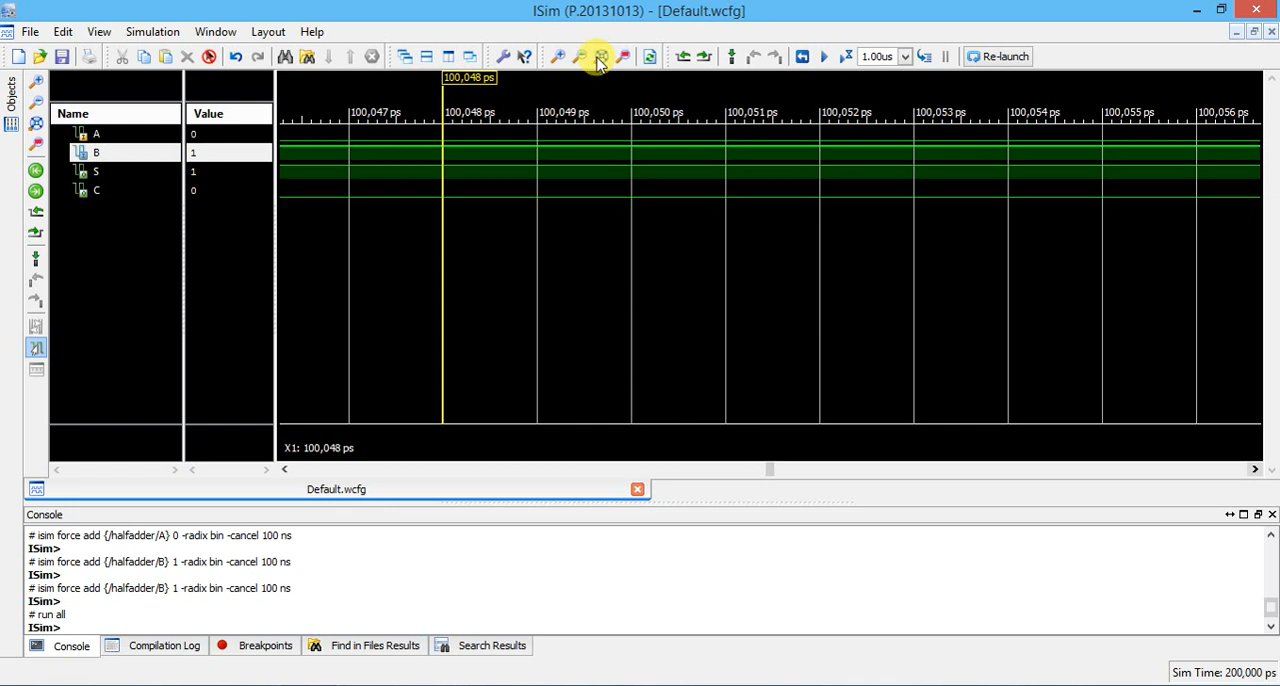 ISim (P.20131013) - [Default.wcfg]
File Edit View Simulation Window Layout Help
1.00us Re-launch
Objects
100,048 ps
Name Value
100,047 ps 100,048 ps 100,049 ps 100,050 ps 100,051 ps 100,052 ps 100,053 ps 100,054 ps 100,055 ps 100,056 ps
A 0
B 1
S 1
C 0
X1: 100,048 ps
Default.wcfg
Console
# isim force add {/halfadder/A} 0 -radix bin -cancel 100 ns
ISim>
# isim force add {/halfadder/B} 1 -radix bin -cancel 100 ns
ISim>
# isim force add {/halfadder/B} 1 -radix bin -cancel 100 ns
ISim>
# run all
ISim>
Console Compilation Log Breakpoints Find in Files Results Search Results
Sim Time: 200,000 ps